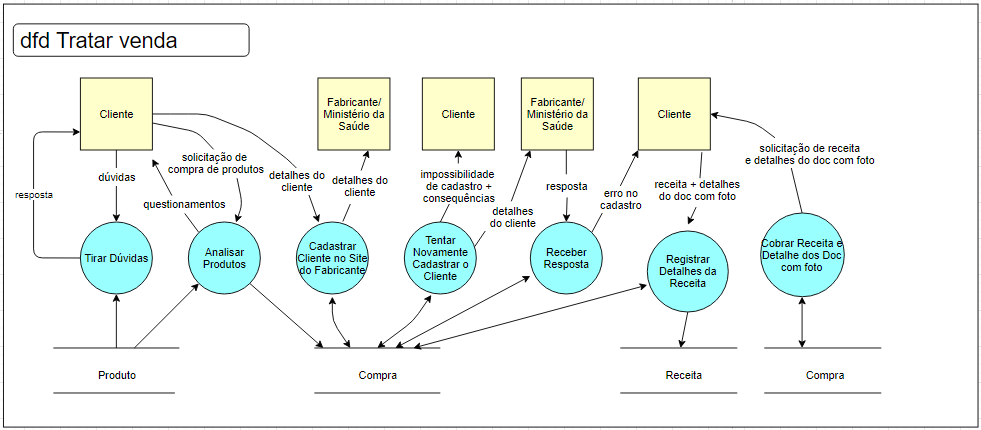 dfd Tratar venda
Cliente
Fabricante/
Ministério da
Saúde
Cliente
Fabricante/
Ministério da
Saúde
Cliente
solicitação de receita
e detalhes do doc com foto
solicitação de
compra de produtos
dúvidas
detalhes do
cliente
detalhes do
cliente
impossibilidade
de cadastro +
consequências
resposta
erro no
cadastro
receita + detalhes
do doc com foto
resposta
questionamentos
detalhes
do cliente
Tirar Dúvidas
Analisar
Produtos
Cadastrar
Cliente no Site
do Fabricante
Tentar
Novamente
Cadastrar o
Cliente
Receber
Resposta
Registrar
Detalhes da
Receita
Cobrar Receita e
Detalhe dos Doc
com foto
Produto
Compra
Receita
Compra